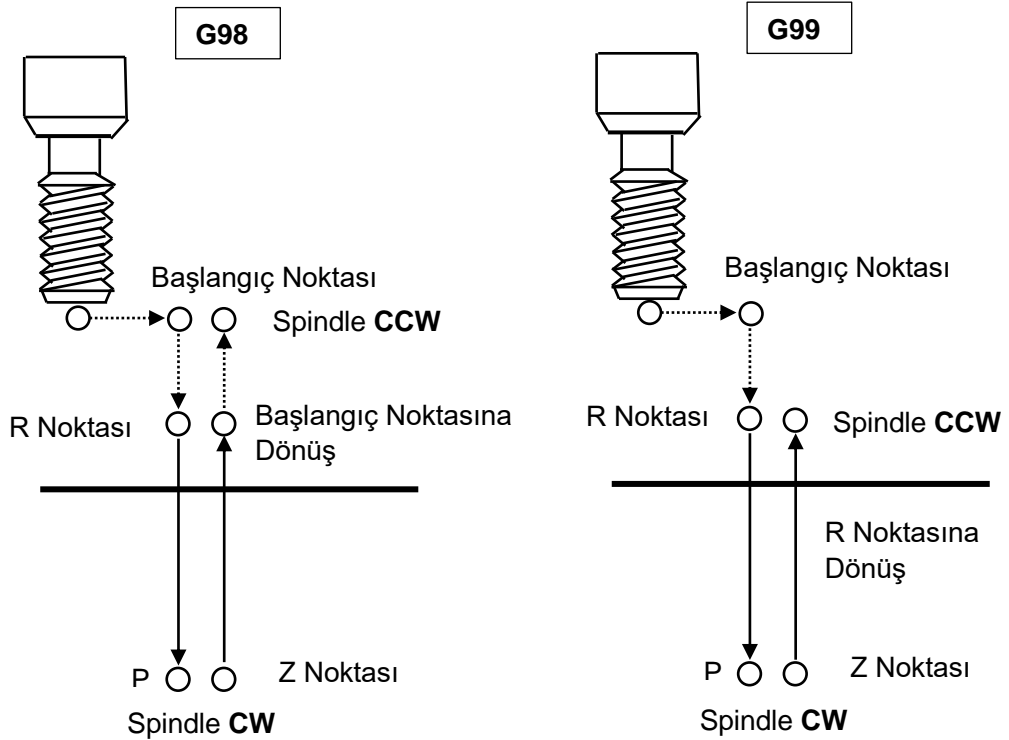 G98
Başlangıç Noktası
Spindle CCW
R Noktası
Başlangıç Noktasına
Dönüş
P
Z Noktası
Spindle CW
G99
Başlangıç Noktası
R Noktası
Spindle CCW
R Noktasına
Dönüş
P
Z Noktası
Spindle CW